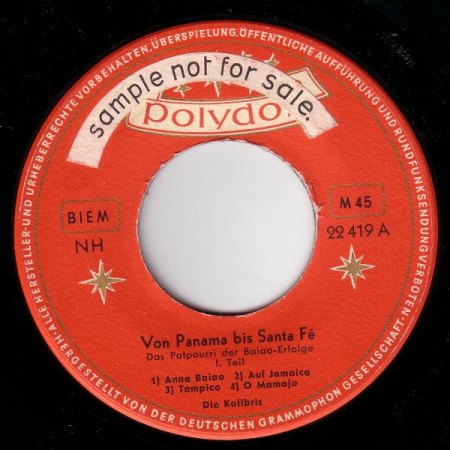 ALLE HERSTELLER- UND URHEBERRECHTE VORBEHALTEN, ÜBERSPIELUNG, ÖFFENTLICHE AUFFÜHRUNG UND RUNDFUNKSENDUNG VERBOTEN.
sample not for sale.
polydo
BIEM
NH
M 45
22 419 A
Von Panama bis Santa Fé
Das Potpourri der Baiao-Erfolge
1. Teil
1) Anna Baiao 2) Auf Jamaica
3) Tampico 4) O Mamajo
Die Kolibris
HERGESTELLT VON DER DEUTSCHEN GRAMMOPHON GESELLSCHAFT